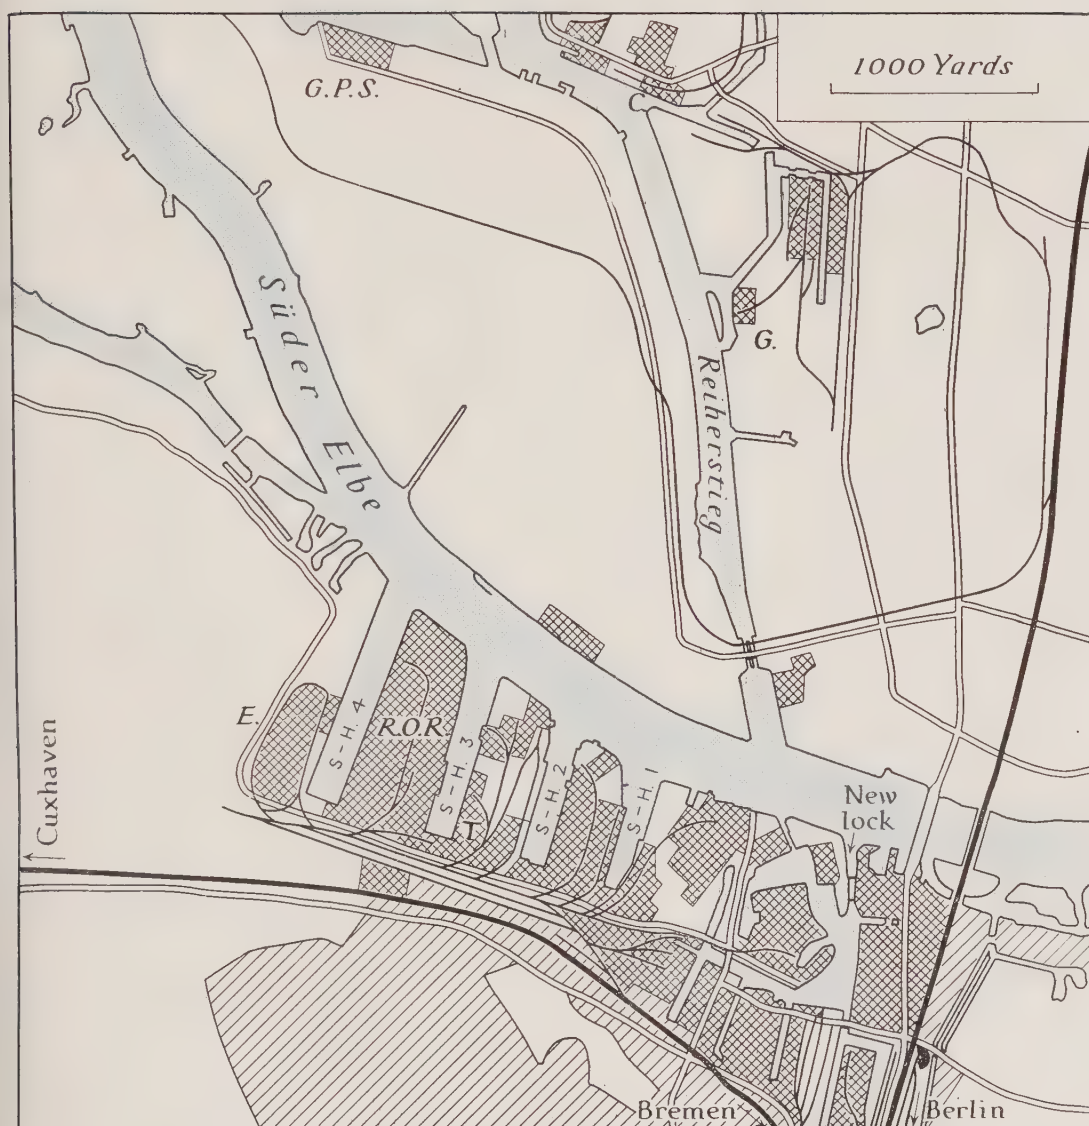 1000 Yards
G.P.S.
Süder Elbe
G.
Reiherstieg
E.
S-H. 4
R.O.R.
S-H. 3
T
S-H. 2
S-H. 1
New
lock
Cuxhaven
Bremen
Berlin